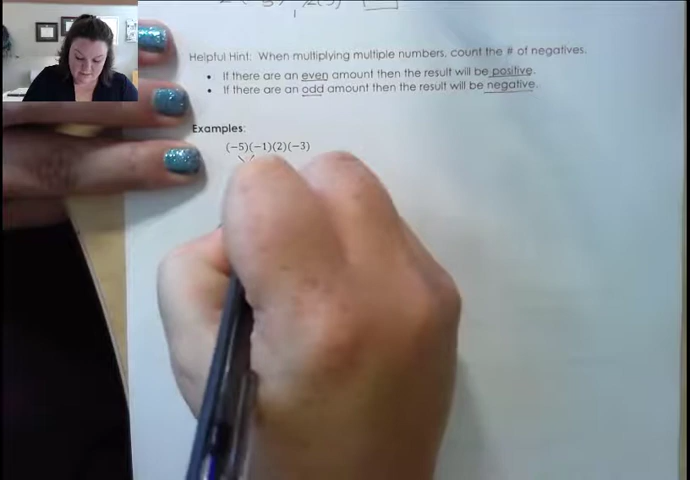 Helpful Hint: When multiplying multiple numbers, count the # of negatives.
• If there are an even amount then the result will be positive.
• If there are an odd amount then the result will be negative.
Examples:
(−5)(−1)(2)(−3)